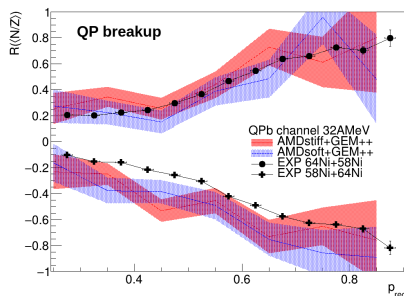 R((N/Z))
QP breakup
1
0.8
0.6
0.4
0.2
0
−0.2
−0.4
−0.6
−0.8
−1
QPb channel 32AMeV
AMDstiff+GEM++
AMDsoft+GEM++
EXP 64Ni+58Ni
EXP 58Ni+64Ni
0.4
0.6
0.8